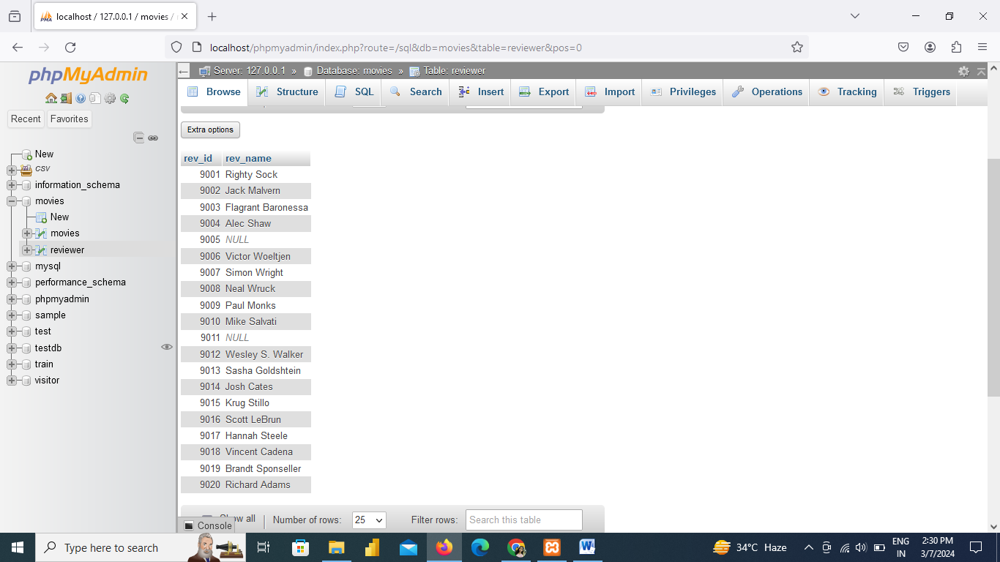 localhost / 127.0.0.1 / movies /
localhost/phpmyadmin/index.php?route=/sql&db=movies&table=reviewer&pos=0
phpMyAdmin
Recent Favorites
New
csv
information_schema
movies
New
movies
reviewer
mysql
performance_schema
phpmyadmin
sample
test
testdb
train
visitor
Server: 127.0.0.1 » Database: movies » Table: reviewer
Browse Structure SQL Search Insert Export Import Privileges Operations Tracking Triggers
Extra options
rev_id rev_name
9001 Righty Sock
9002 Jack Malvern
9003 Flagrant Baronessa
9004 Alec Shaw
9005 NULL
9006 Victor Woeltjen
9007 Simon Wright
9008 Neal Wruck
9009 Paul Monks
9010 Mike Salvati
9011 NULL
9012 Wesley S. Walker
9013 Sasha Goldshtein
9014 Josh Cates
9015 Krug Stillo
9016 Scott LeBrun
9017 Hannah Steele
9018 Vincent Cadena
9019 Brandt Sponseller
9020 Richard Adams
Show all Number of rows: 25 Filter rows: Search this table
Console
Type here to search
34°C Haze
ENG
IN
2:30 PM
3/7/2024